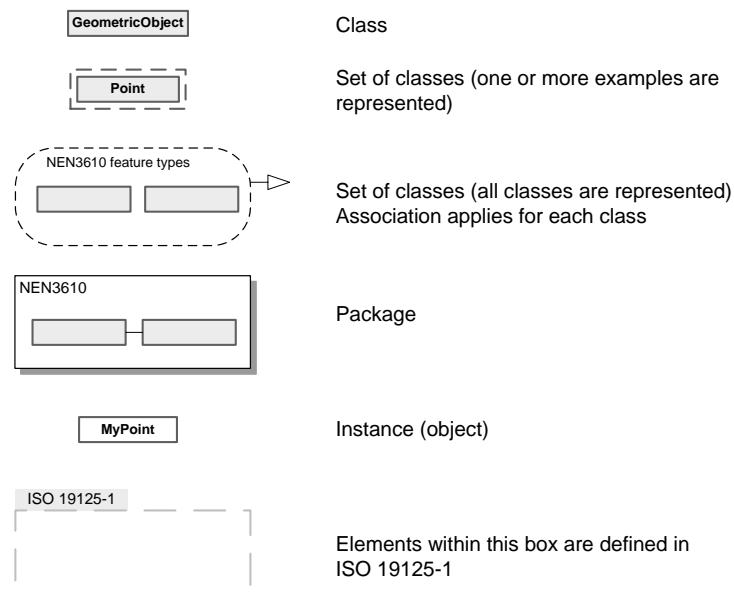 GeometricObject
Class
Point
Set of classes (one or more examples are
represented)
NEN3610 feature types
Set of classes (all classes are represented)
Association applies for each class
NEN3610
Package
MyPoint
Instance (object)
ISO 19125-1
Elements within this box are defined in
ISO 19125-1